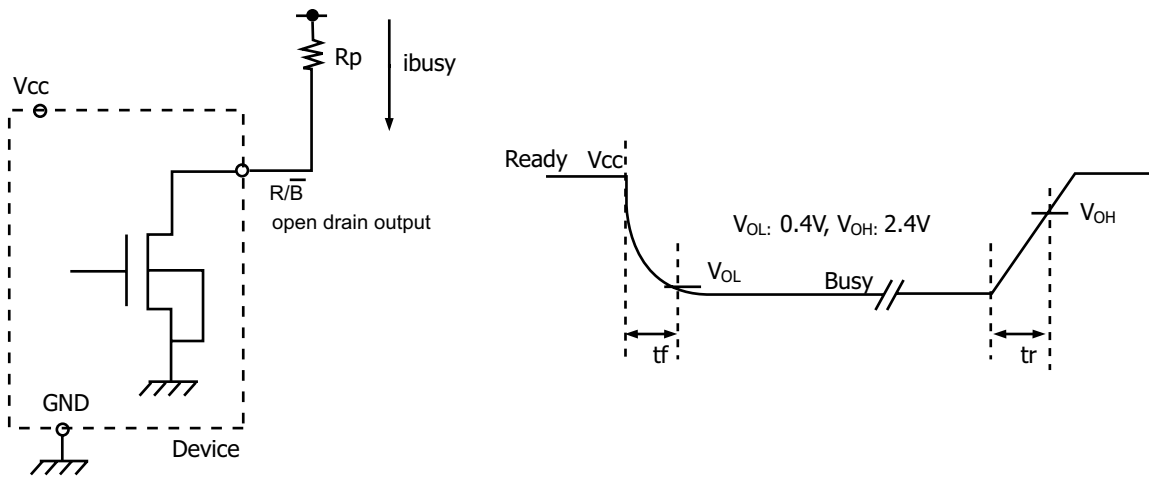 Rp
ibusy
Vcc
R/B̅
open drain output
GND
Device
Ready Vcc
VOL: 0.4V, VOH: 2.4V
VOH
VOL
Busy
tf
tr